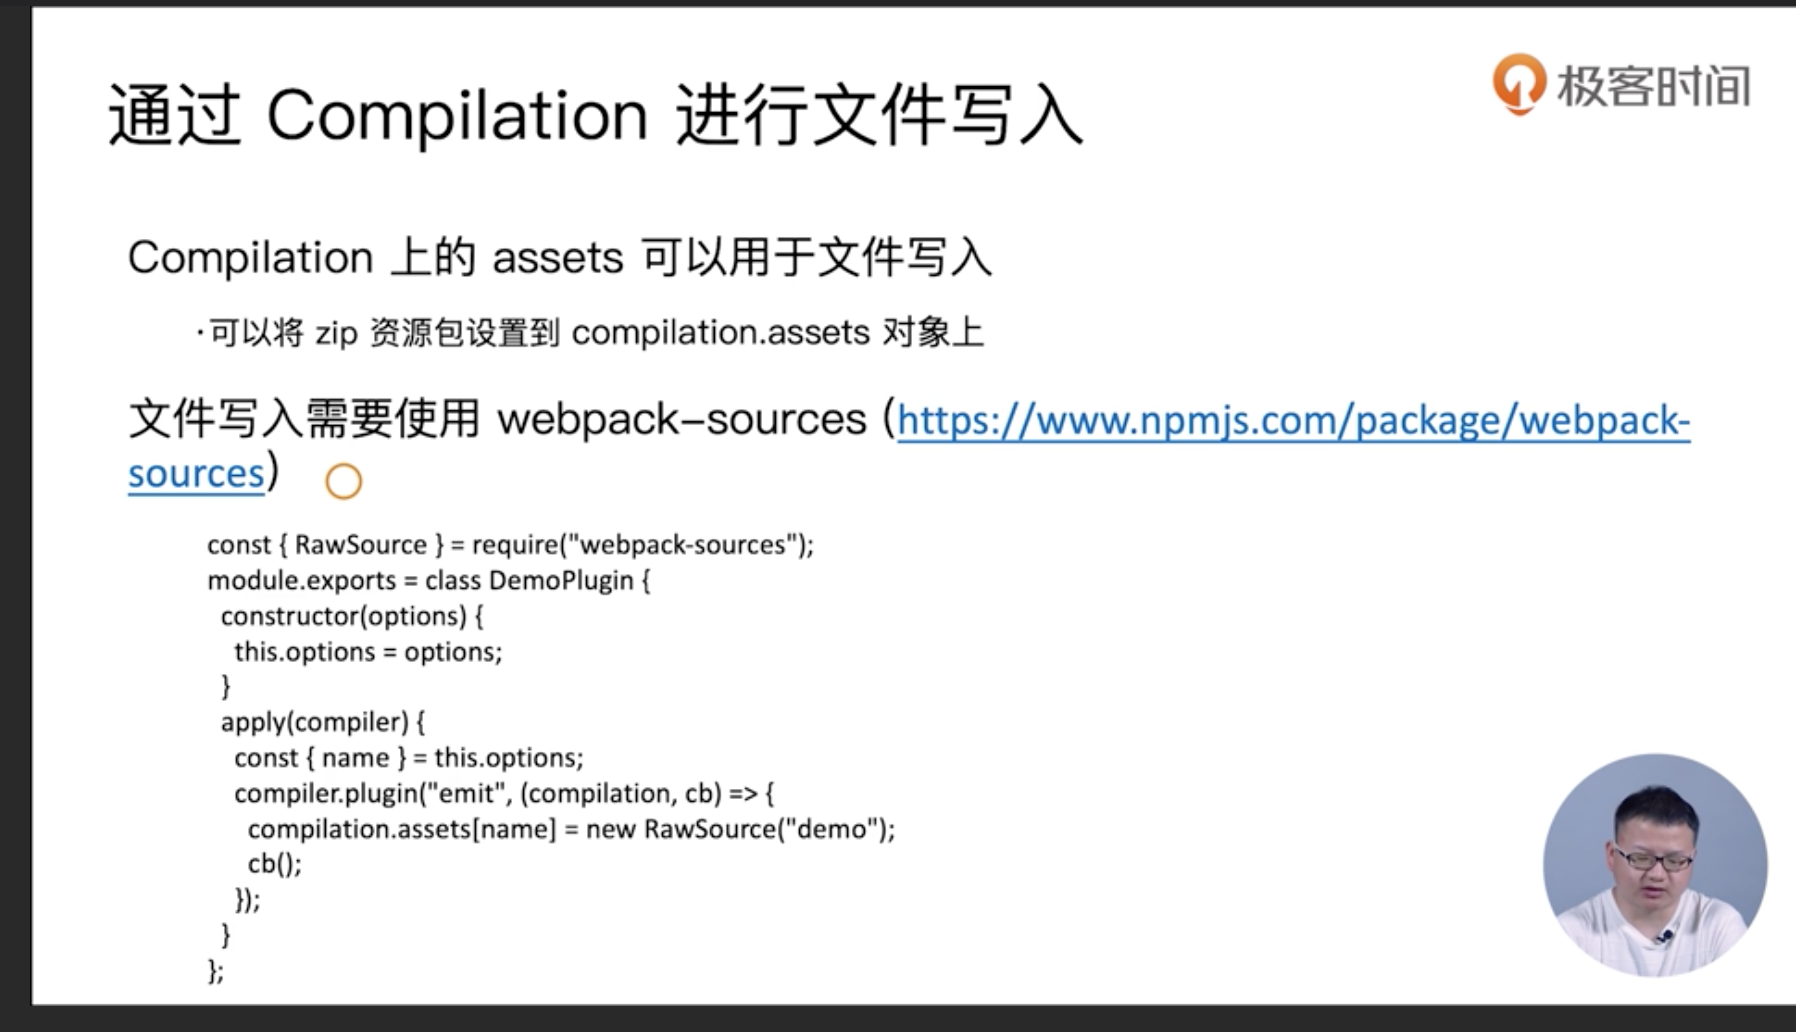 极客时间
通过 Compilation 进行文件写入
Compilation 上的 assets 可以用于文件写入
·可以将 zip 资源包设置到 compilation.assets 对象上
文件写入需要使用 webpack-sources (https://www.npmjs.com/package/webpack-
sources)
const { RawSource } = require("webpack-sources");
module.exports = class DemoPlugin {
constructor(options) {
this.options = options;
}
apply(compiler) {
const { name } = this.options;
compiler.plugin("emit", (compilation, cb) => {
compilation.assets[name] = new RawSource("demo");
cb();
});
}
};